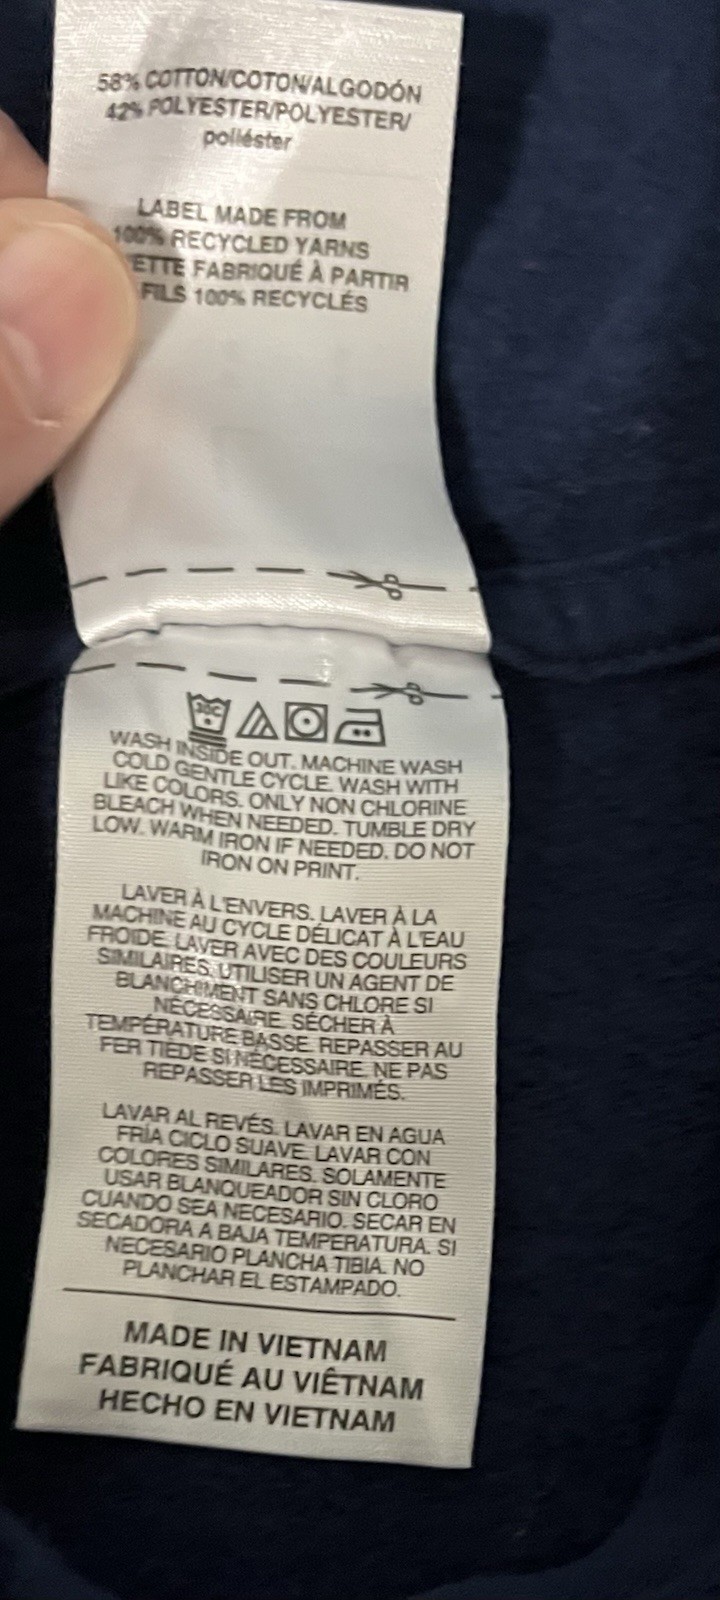 58% COTTON/COTON/ALGODÓN
42% POLYESTER/POLYESTER/
poliéster
LABEL MADE FROM
100% RECYCLED YARNS
ETTE FABRIQUÉ À PARTIR
FILS 100% RECYCLÉS
30C
WASH INSIDE OUT. MACHINE WASH
COLD GENTLE CYCLE. WASH WITH
LIKE COLORS. ONLY NON CHLORINE
BLEACH WHEN NEEDED. TUMBLE DRY
LOW. WARM IRON IF NEEDED. DO NOT
IRON ON PRINT.
LAVER À L'ENVERS. LAVER À LA
MACHINE AU CYCLE DÉLICAT À L'EAU
FROIDE. LAVER AVEC DES COULEURS
SIMILAIRES. UTILISER UN AGENT DE
BLANCHIMENT SANS CHLORE SI
NÉCESSAIRE. SÉCHER À
TEMPÉRATURE BASSE. REPASSER AU
FER TIÈDE SI NÉCESSAIRE. NE PAS
REPASSER LES IMPRIMÉS.
LAVAR AL REVÉS. LAVAR EN AGUA
FRÍA CICLO SUAVE. LAVAR CON
COLORES SIMILARES. SOLAMENTE
USAR BLANQUEADOR SIN CLORO
CUANDO SEA NECESARIO. SECAR EN
SECADORA A BAJA TEMPERATURA. SI
NECESARIO PLANCHA TIBIA. NO
PLANCHAR EL ESTAMPADO.
MADE IN VIETNAM
FABRIQUÉ AU VIÊTNAM
HECHO EN VIETNAM